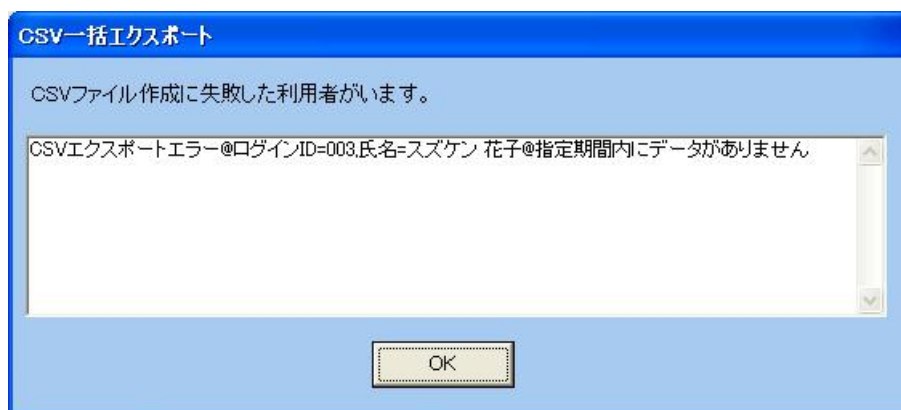 CSV一括エクスポート
CSVファイル作成に失敗した利用者がいます。
CSVエクスポートエラー@ログインID=003,氏名=スズケン 花子@指定期間内にデータがありません
OK